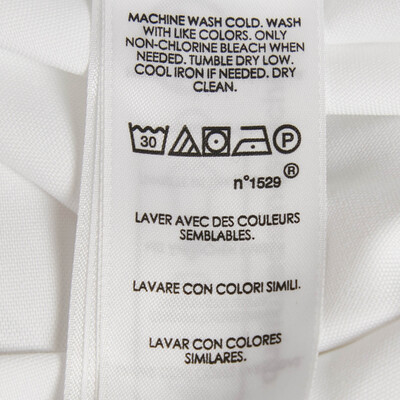 MACHINE WASH COLD. WASH
WITH LIKE COLORS. ONLY
NON-CHLORINE BLEACH WHEN
NEEDED. TUMBLE DRY LOW.
COOL IRON IF NEEDED. DRY
CLEAN.
30 P
n°1529 ®
LAVER AVEC DES COULEURS
SEMBLABLES.
LAVARE CON COLORI SIMILI.
LAVAR CON COLORES
SIMILARES.